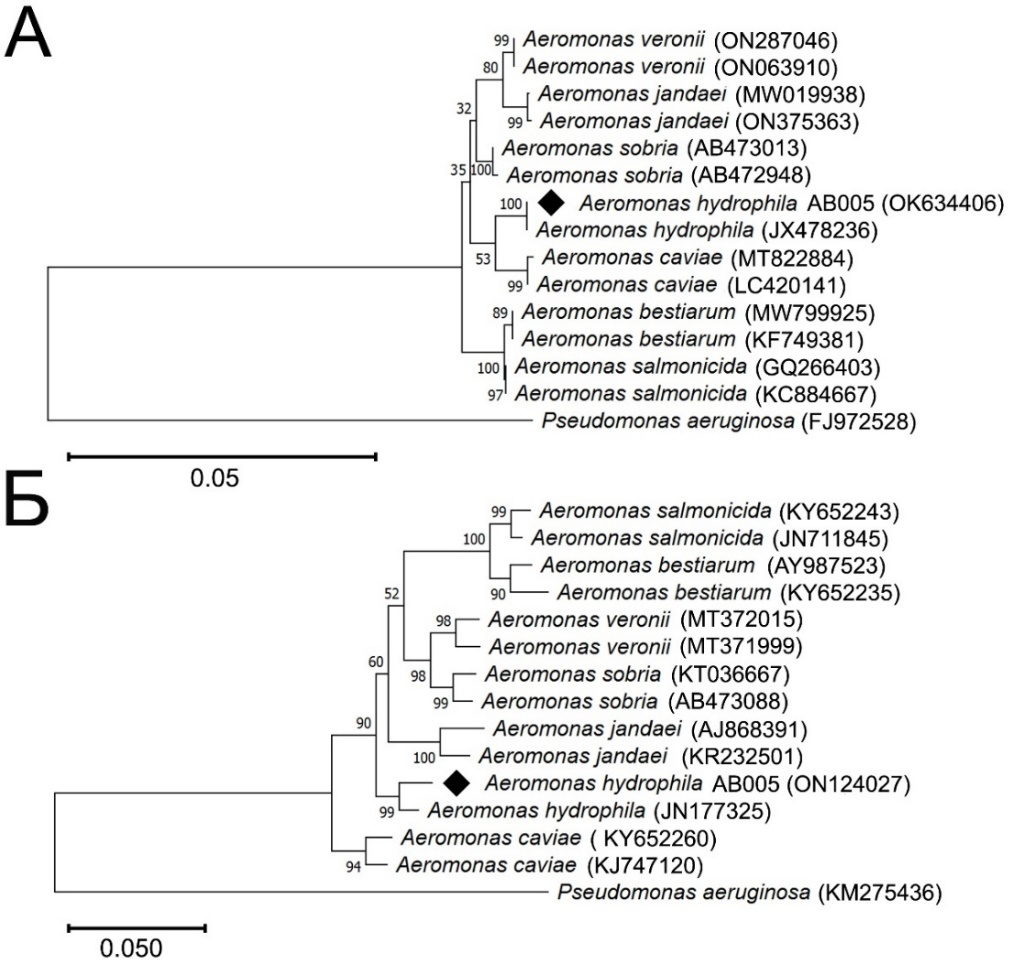 А
99 Aeromonas veronii (ON287046)
Aeromonas veronii (ON063910)
80
Aeromonas jandaei (MW019938)
99 Aeromonas jandaei (ON375363)
32
Aeromonas sobria (AB473013)
35 100 Aeromonas sobria (AB472948)
100 Aeromonas hydrophila AB005 (OK634406)
Aeromonas hydrophila (JX478236)
53 Aeromonas caviae (MT822884)
99 Aeromonas caviae (LC420141)
89 Aeromonas bestiarum (MW799925)
Aeromonas bestiarum (KF749381)
100 Aeromonas salmonicida (GQ266403)
97 Aeromonas salmonicida (KC884667)
Pseudomonas aeruginosa (FJ972528)
0.05
Б
99 Aeromonas salmonicida (KY652243)
100 Aeromonas salmonicida (JN711845)
Aeromonas bestiarum (AY987523)
90 Aeromonas bestiarum (KY652235)
52
98 Aeromonas veronii (MT372015)
Aeromonas veronii (MT371999)
60
98 Aeromonas sobria (KT036667)
99 Aeromonas sobria (AB473088)
90 Aeromonas jandaei (AJ868391)
100 Aeromonas jandaei (KR232501)
Aeromonas hydrophila AB005 (ON124027)
99 Aeromonas hydrophila (JN177325)
Aeromonas caviae ( KY652260)
94 Aeromonas caviae (KJ747120)
Pseudomonas aeruginosa (KM275436)
0.050